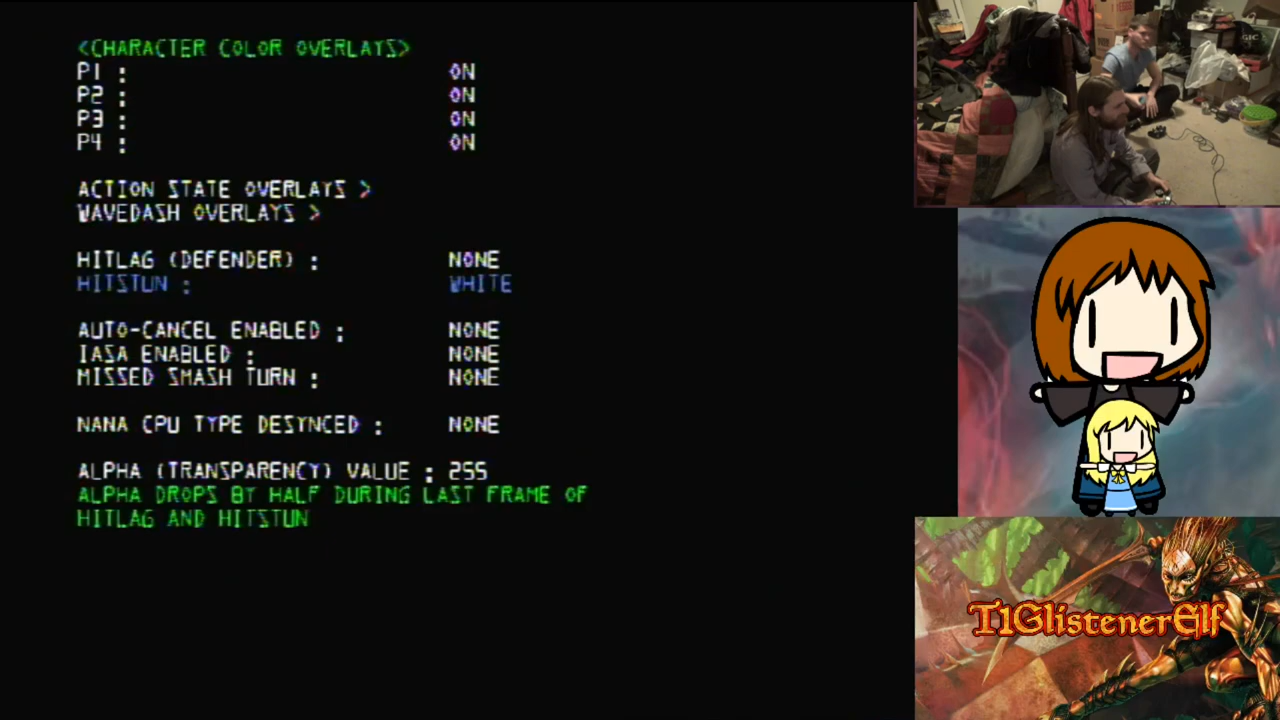 <CHARACTER COLOR OVERLAYS>
P1 : ON
P2 : ON
P3 : ON
P4 : ON
ACTION STATE OVERLAYS >
WAVEDASH OVERLAYS >
HITLAG (DEFENDER) : NONE
HITSTUN : WHITE
AUTO-CANCEL ENABLED : NONE
IASA ENABLED : NONE
MISSED SMASH TURN : NONE
NANA CPU TYPE DESYNCED : NONE
ALPHA (TRANSPARENCY) VALUE : 255
ALPHA DROPS BY HALF DURING LAST FRAME OF
HITLAG AND HITSTUN
T1GlistenerElf